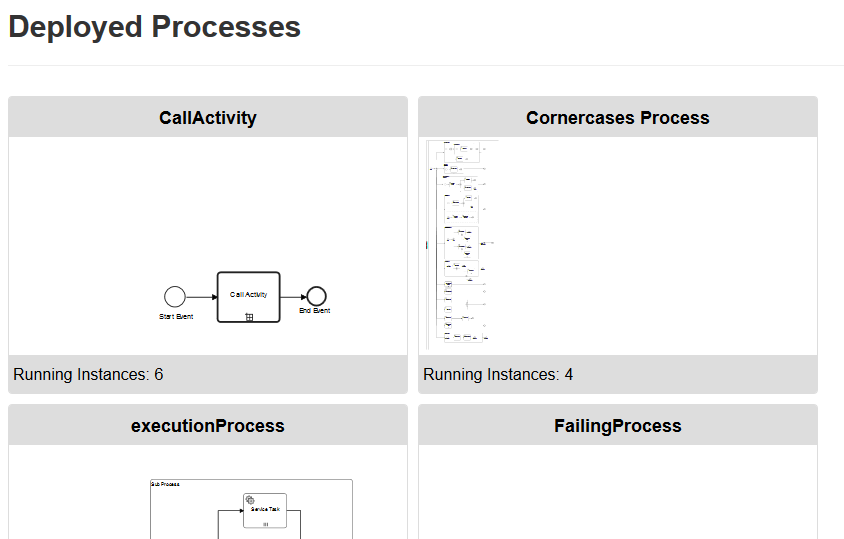 Deployed Processes
CallActivity
Cornercases Process
Call Activity
Start Event
End Event
Running Instances: 6
Running Instances: 4
executionProcess
FailingProcess
Sub Process
Service Task